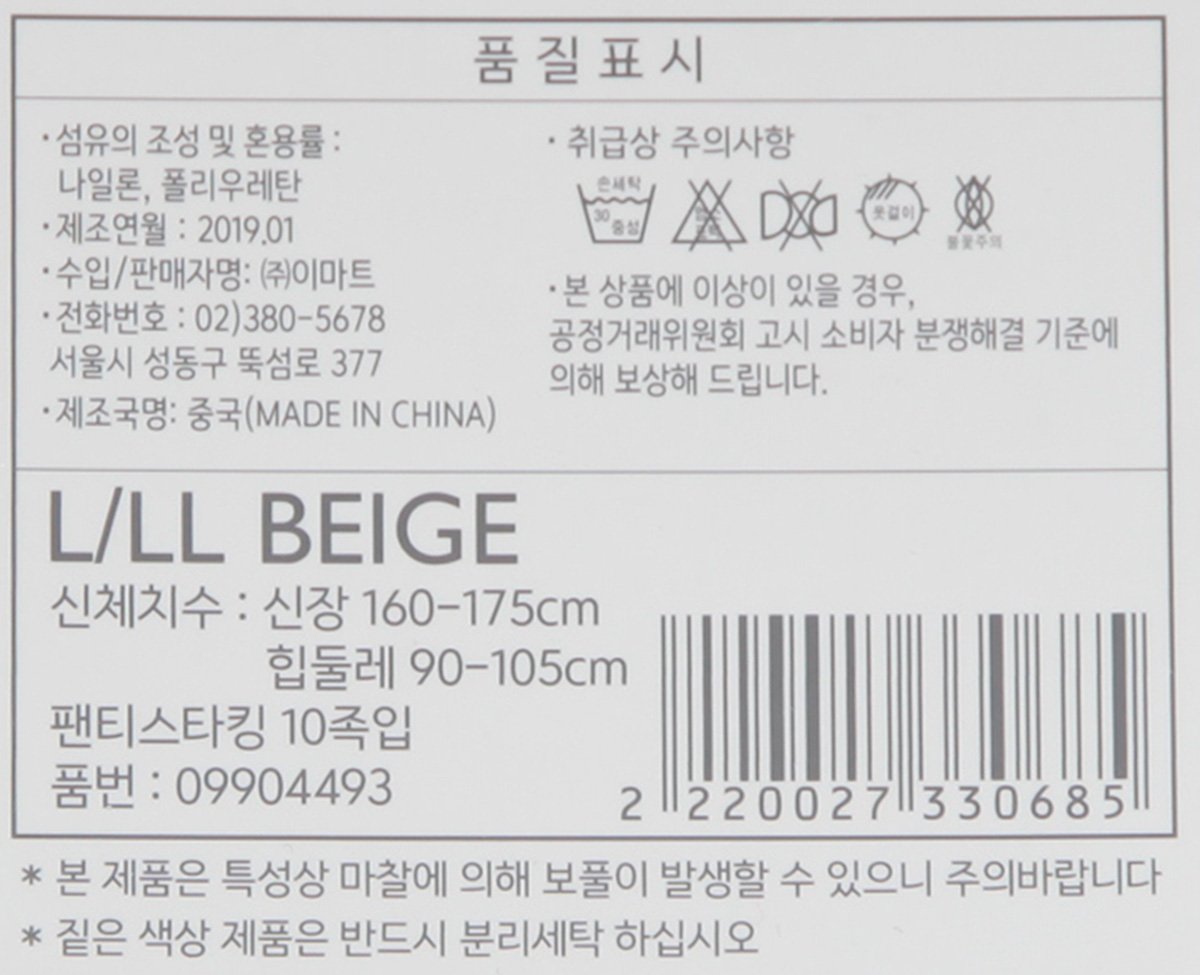 품질표시
· 섬유의 조성 및 혼용률 :
나일론, 폴리우레탄
· 제조연월 : 2019.01
· 수입/판매자명: ㈜이마트
· 전화번호 : 02)380-5678
서울시 성동구 뚝섬로 377
· 제조국명: 중국(MADE IN CHINA)
· 취급상 주의사항
손세탁
30
중성
옷걸이
불꽃주의
· 본 상품에 이상이 있을 경우,
공정거래위원회 고시 소비자 분쟁해결 기준에
의해 보상해 드립니다.
L/LL BEIGE
신체치수 : 신장 160-175cm
힙둘레 90-105cm
팬티스타킹 10족입
품번 : 09904493
2 220027 330685
* 본 제품은 특성상 마찰에 의해 보풀이 발생할 수 있으니 주의바랍니다
* 짙은 색상 제품은 반드시 분리세탁 하십시오